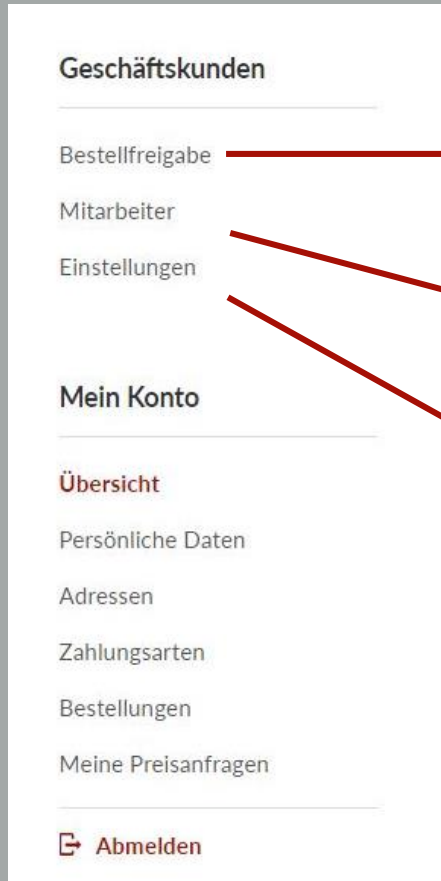 Geschäftskunden
Bestellfreigabe
Mitarbeiter
Einstellungen
Mein Konto
Übersicht
Persönliche Daten
Adressen
Zahlungsarten
Bestellungen
Meine Preisanfragen
Abmelden